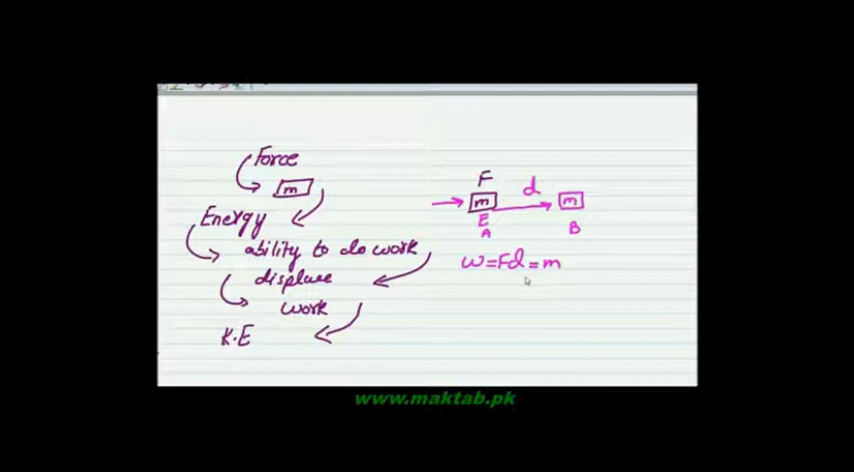 Force
m
Energy
ability to do work
displace
work
K.E
F
d
m
m
E
A
B
w=Fd=m
www.maktab.pk